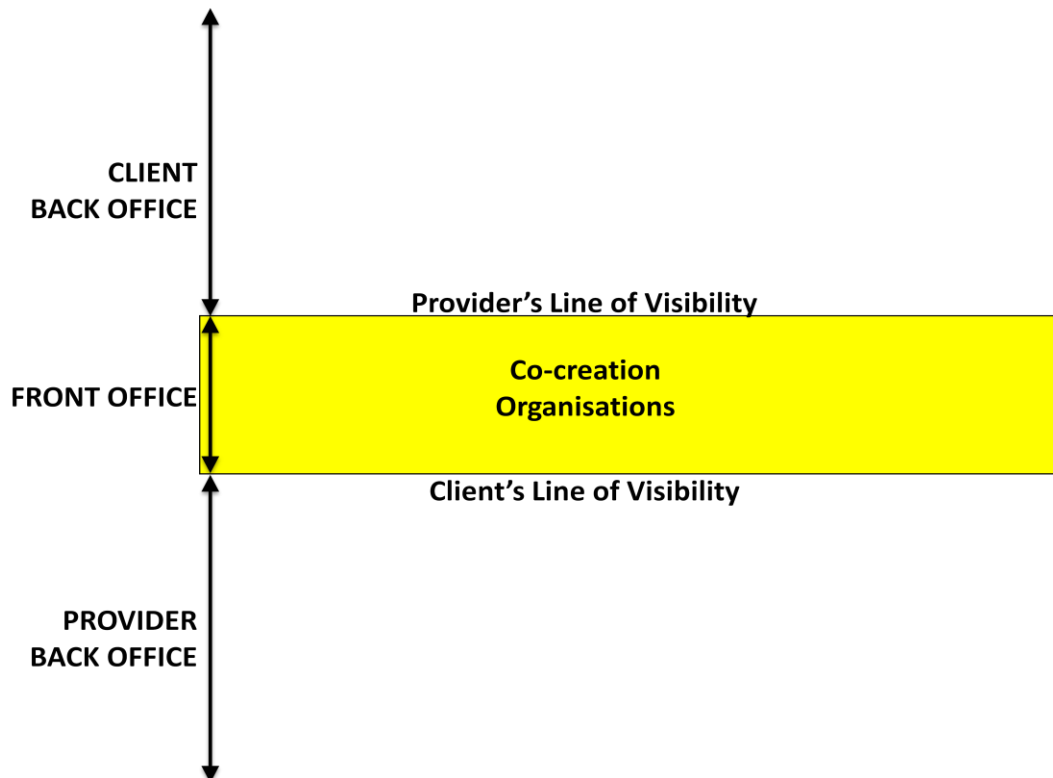 CLIENT
BACK OFFICE
Provider’s Line of Visibility
Co-creation
Organisations
FRONT OFFICE
Client’s Line of Visibility
PROVIDER
BACK OFFICE